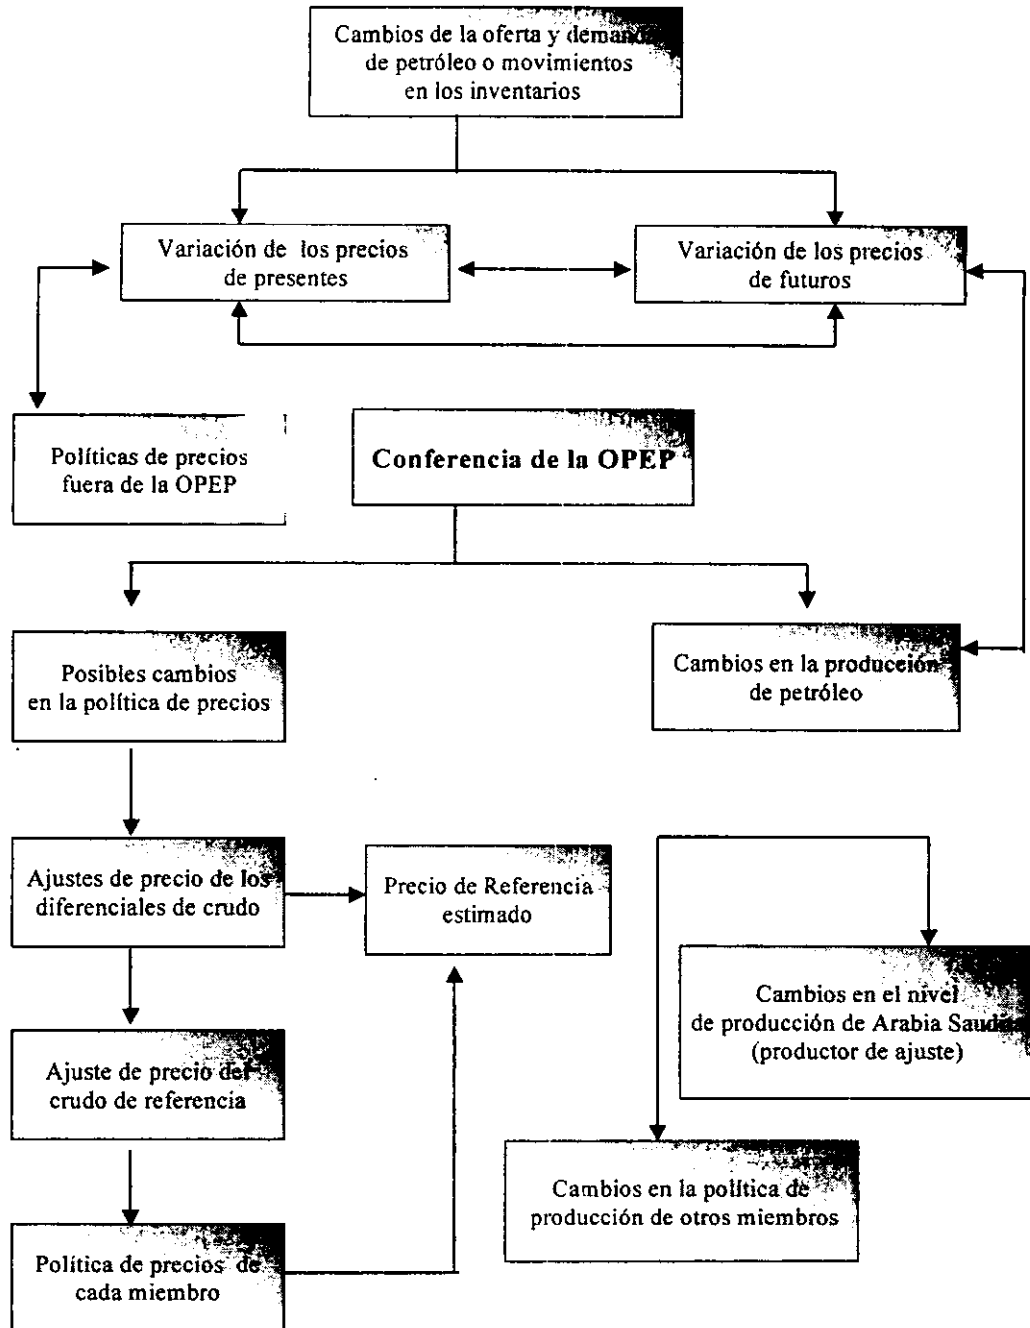 Cambios de la oferta y demanda
de petróleo o movimientos
en los inventarios
Variación de los precios
de presentes
Variación de los precios
de futuros
Políticas de precios
fuera de la OPEP
Conferencia de la OPEP
Posibles cambios
en la política de precios
Cambios en la producción
de petróleo
Ajustes de precio de los
diferenciales de crudo
Precio de Referencia
estimado
Cambios en el nivel
de producción de Arabia Saudita
(productor de ajuste)
Ajuste de precio del
crudo de referencia
Cambios en la política de
producción de otros miembros
Política de precios de
cada miembro